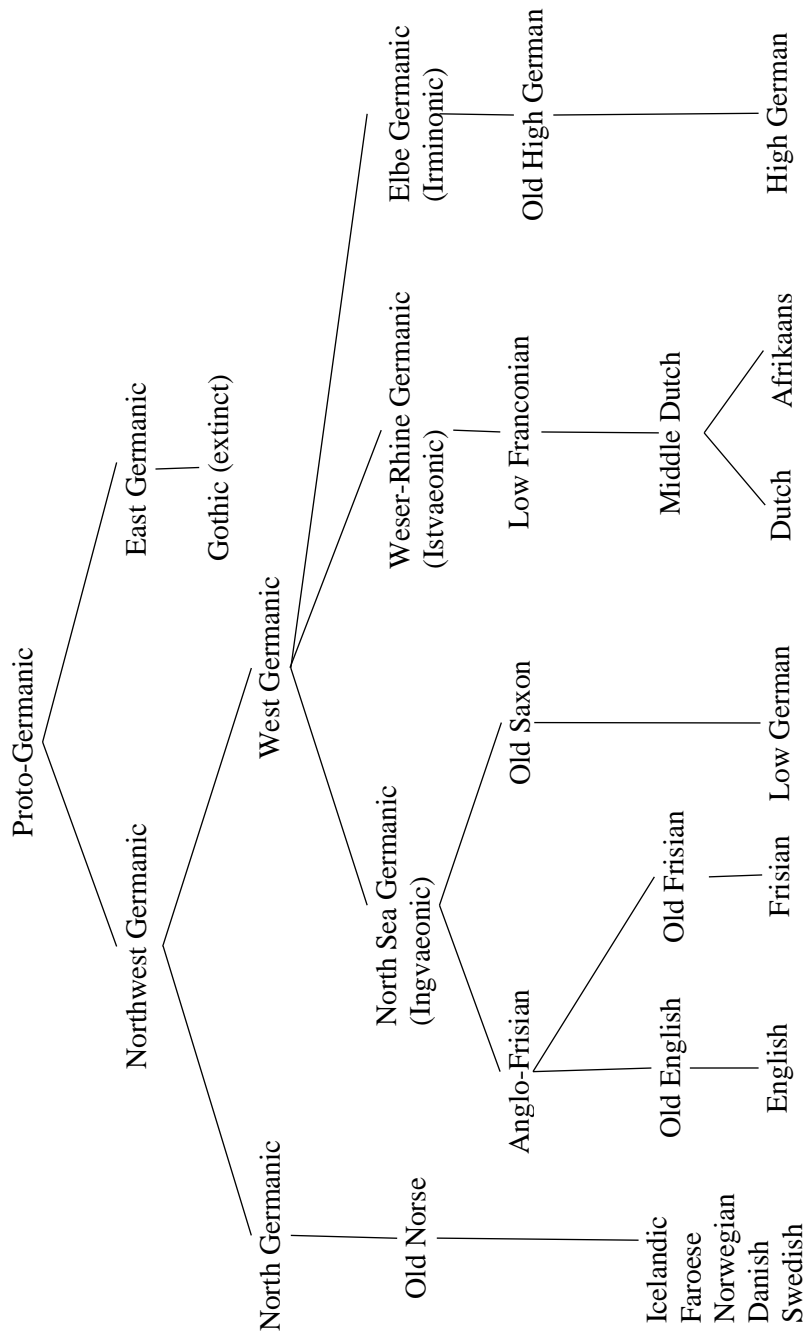 Proto-Germanic
Northwest Germanic
East Germanic
Gothic (extinct)
North Germanic
West Germanic
Old Norse
North Sea Germanic
(Ingvaeonic)
Weser-Rhine Germanic
(Istvaeonic)
Elbe Germanic
(Irminonic)
Anglo-Frisian
Old Saxon
Low Franconian
Old High German
Icelandic
Faroese
Norwegian
Danish
Swedish
Old English
Old Frisian
Middle Dutch
English
Frisian
Low German
Dutch
Afrikaans
High German